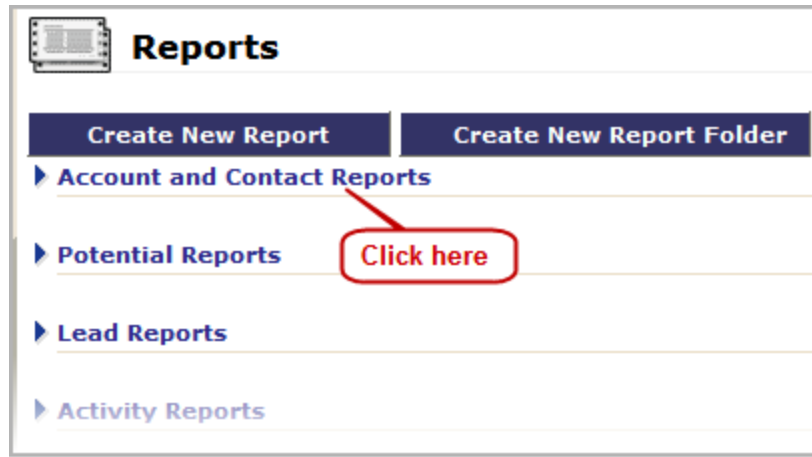 Reports
Create New Report
Create New Report Folder
Account and Contact Reports
Click here
Potential Reports
Lead Reports
Activity Reports